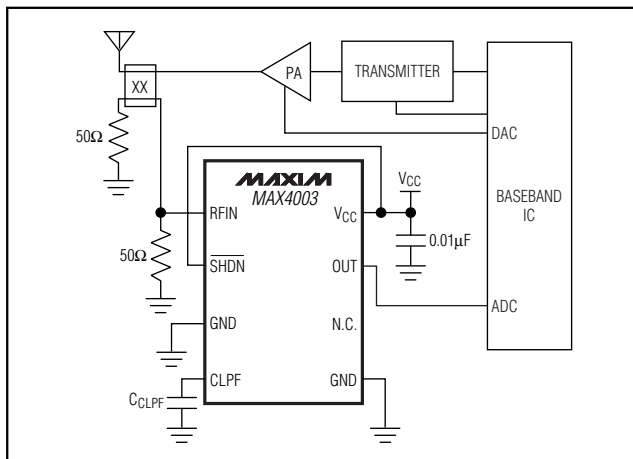 PA
TRANSMITTER
XX
50Ω
DAC
MAXIM
MAX4003
VCC
BASEBAND
IC
RFIN
VCC
0.01µF
50Ω
SHDN
OUT
ADC
GND
N.C.
CLPF
GND
CCLPF